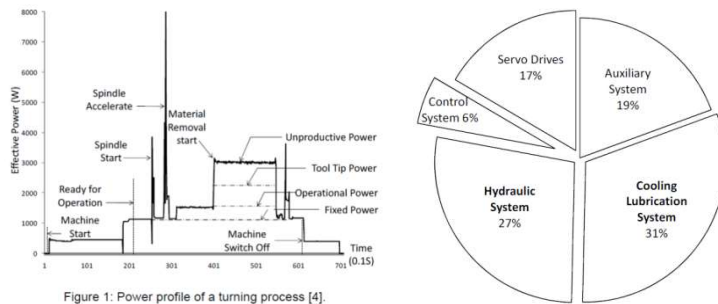 8000
7000
6000
5000
4000
3000
2000
1000
0
Effective Power (W)
Spindle
Accelerate
Spindle
Start
Ready for
Operation
Machine
Start
Material
Removal
start
Unproductive Power
Tool Tip Power
Operational Power
Fixed Power
Machine
Switch Off
Time
(0.1S)
1 101 201 301 401 501 601 701
Figure 1: Power profile of a turning process [4].
Servo Drives
17%
Auxiliary
System
19%
Control
System 6%
Hydraulic
System
27%
Cooling
Lubrication
System
31%